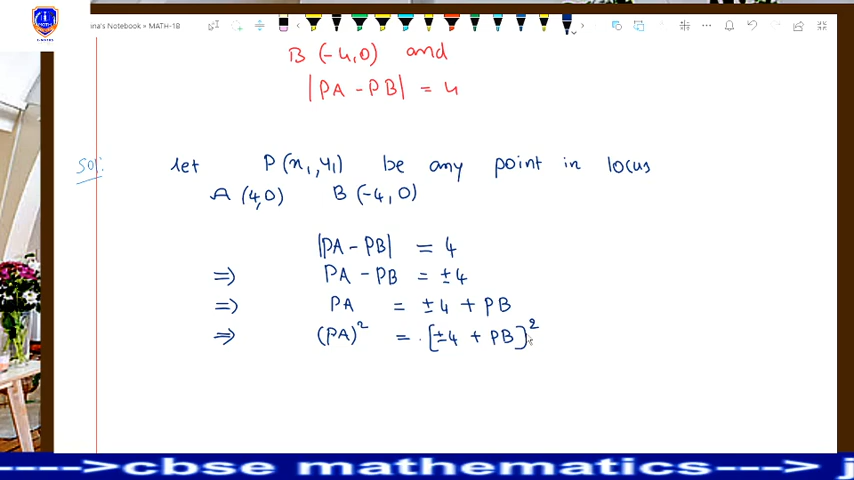 ina's Notebook » MATH-1B
B (-4,0) and
|PA - PB| = 4
Sol:
let P(x₁,y₁) be any point in locus
A (4,0) B (-4,0)
|PA - PB| = 4
⇒ PA - PB = ±4
⇒ PA = ±4 + PB
⇒ (PA)² = [±4 + PB]²
---->cbse mathematics---> j